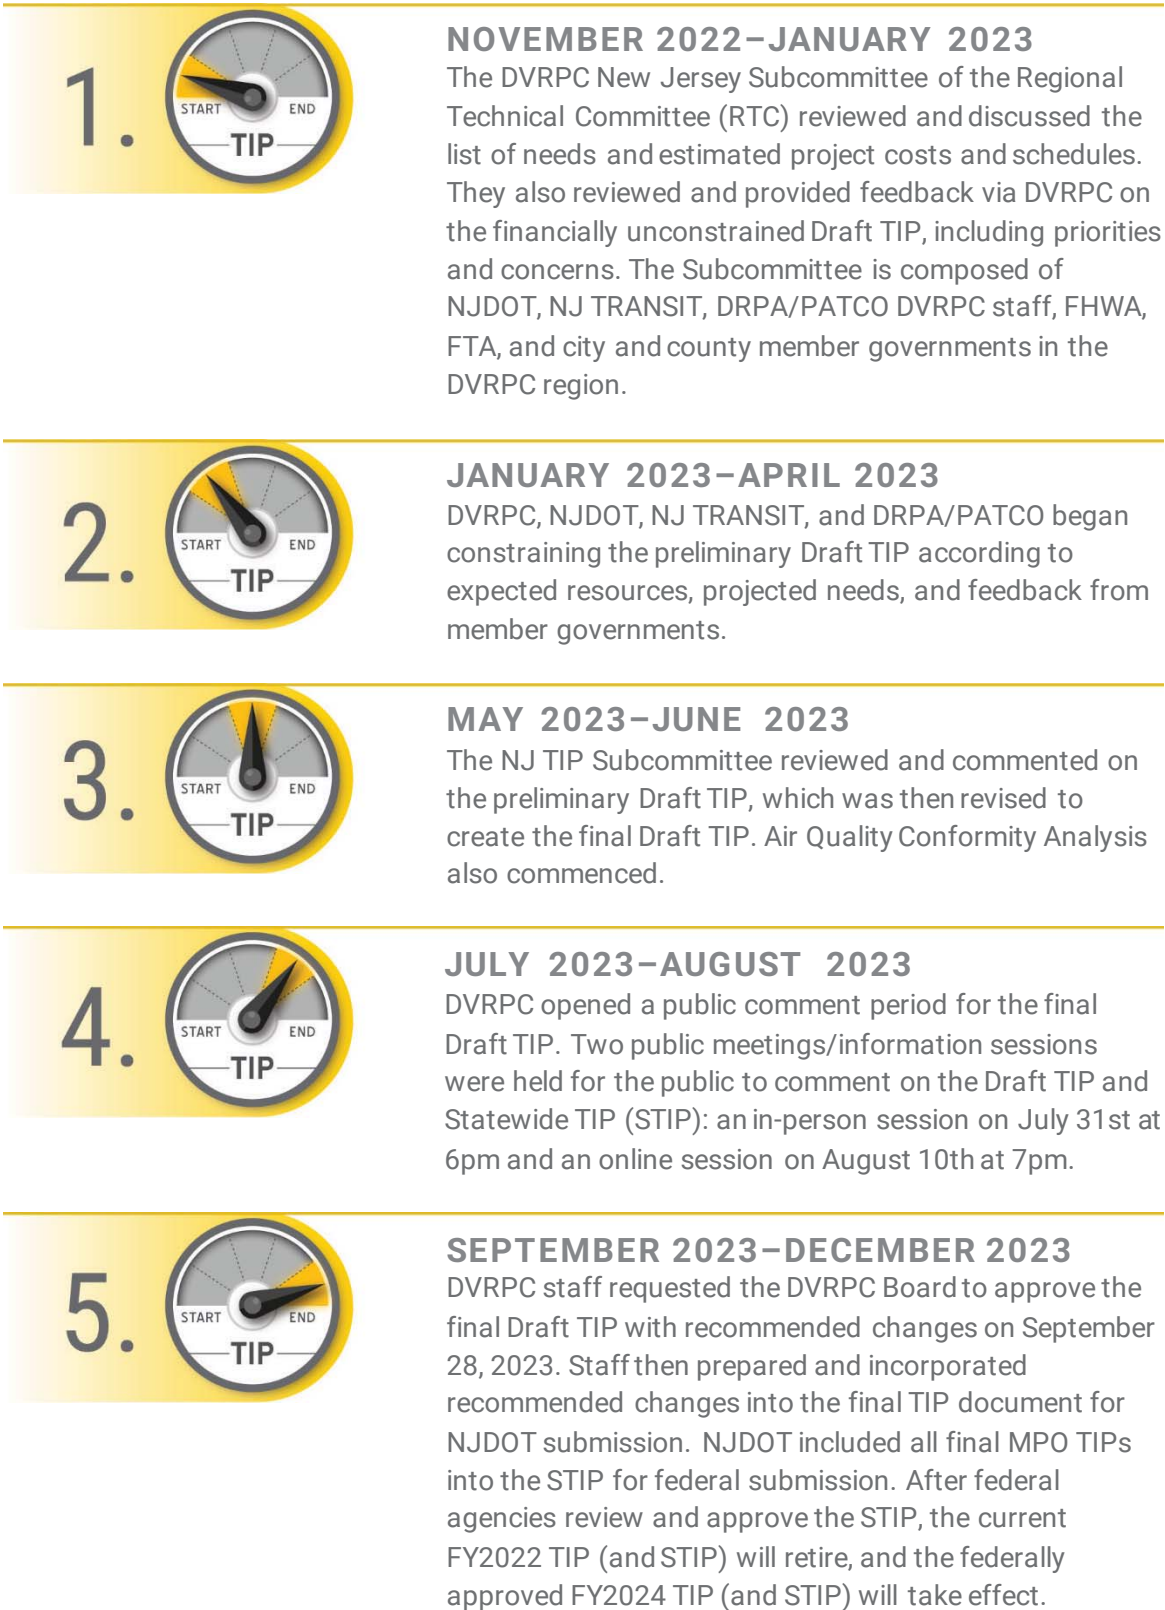 1.
START END
TIP
NOVEMBER 2022–JANUARY 2023
The DVRPC New Jersey Subcommittee of the Regional
Technical Committee (RTC) reviewed and discussed the
list of needs and estimated project costs and schedules.
They also reviewed and provided feedback via DVRPC on
the financially unconstrained Draft TIP, including priorities
and concerns. The Subcommittee is composed of
NJDOT, NJ TRANSIT, DRPA/PATCO DVRPC staff, FHWA,
FTA, and city and county member governments in the
DVRPC region.
2.
START END
TIP
JANUARY 2023–APRIL 2023
DVRPC, NJDOT, NJ TRANSIT, and DRPA/PATCO began
constraining the preliminary Draft TIP according to
expected resources, projected needs, and feedback from
member governments.
3.
START END
TIP
MAY 2023–JUNE 2023
The NJ TIP Subcommittee reviewed and commented on
the preliminary Draft TIP, which was then revised to
create the final Draft TIP. Air Quality Conformity Analysis
also commenced.
4.
START END
TIP
JULY 2023–AUGUST 2023
DVRPC opened a public comment period for the final
Draft TIP. Two public meetings/information sessions
were held for the public to comment on the Draft TIP and
Statewide TIP (STIP): an in-person session on July 31st at
6pm and an online session on August 10th at 7pm.
5.
START END
TIP
SEPTEMBER 2023–DECEMBER 2023
DVRPC staff requested the DVRPC Board to approve the
final Draft TIP with recommended changes on September
28, 2023. Staff then prepared and incorporated
recommended changes into the final TIP document for
NJDOT submission. NJDOT included all final MPO TIPs
into the STIP for federal submission. After federal
agencies review and approve the STIP, the current
FY2022 TIP (and STIP) will retire, and the federally
approved FY2024 TIP (and STIP) will take effect.